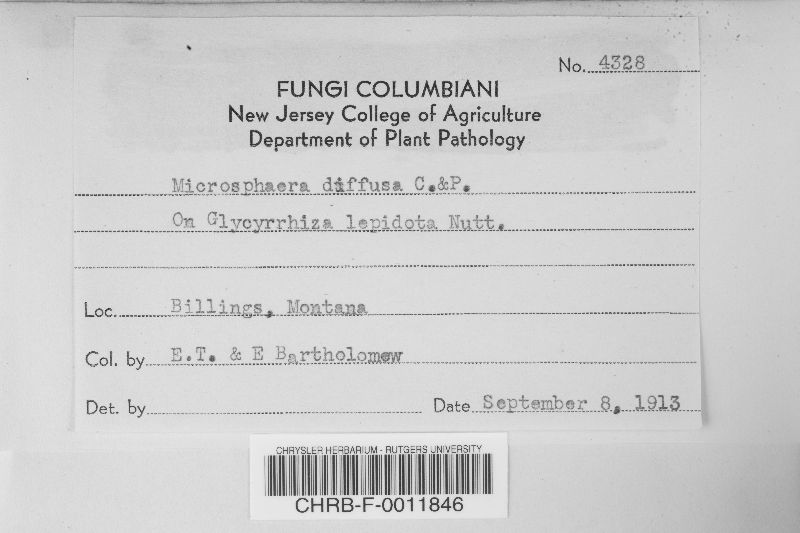 No. 4328
FUNGI COLUMBIANI
New Jersey College of Agriculture
Department of Plant Pathology
Microsphaera diffusa C.&P.
On Glycyrrhiza lepidota Nutt.
Loc. Billings, Montana
Col. by E.T. & E Bartholomew
Det. by Date September 8, 1913
CHRYSLER HERBARIUM - RUTGERS UNIVERSITY
CHRB-F-0011846